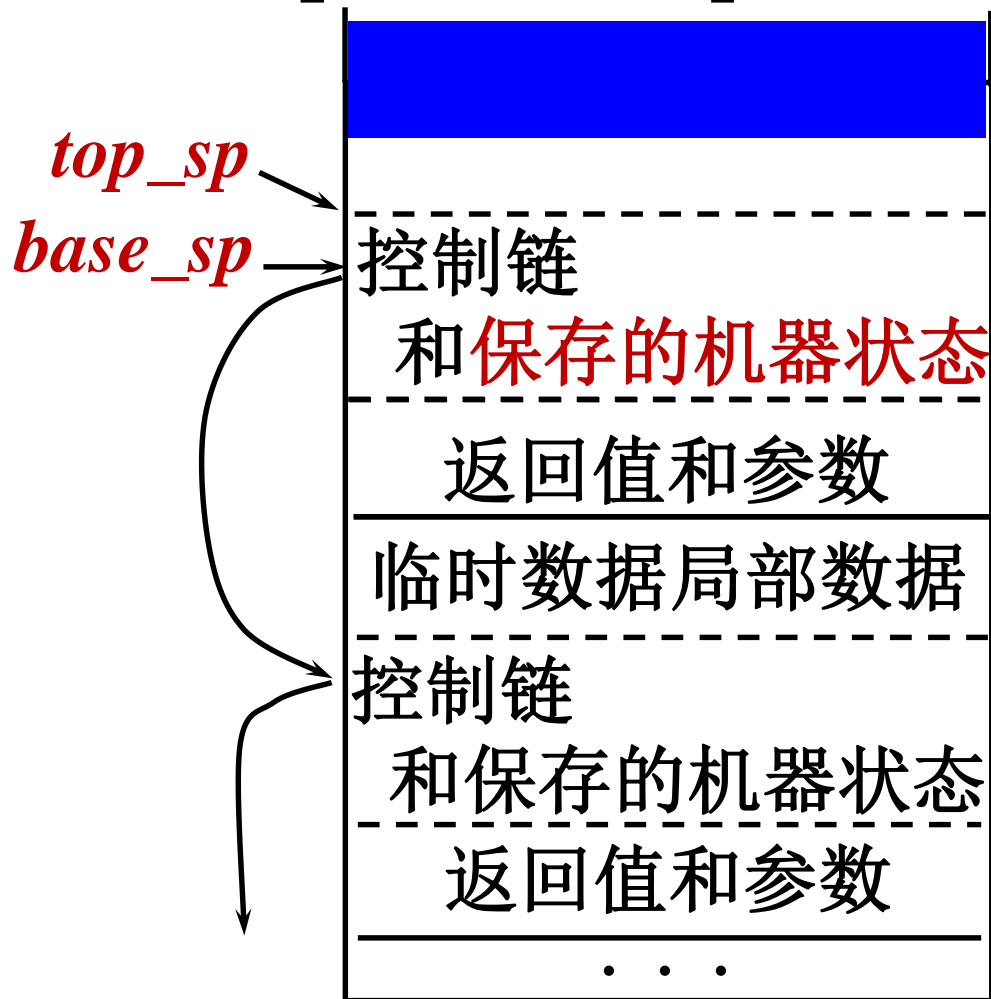 top_sp
base_sp
控制链
和保存的机器状态
返回值和参数
临时数据局部数据
控制链
和保存的机器状态
返回值和参数
. . .